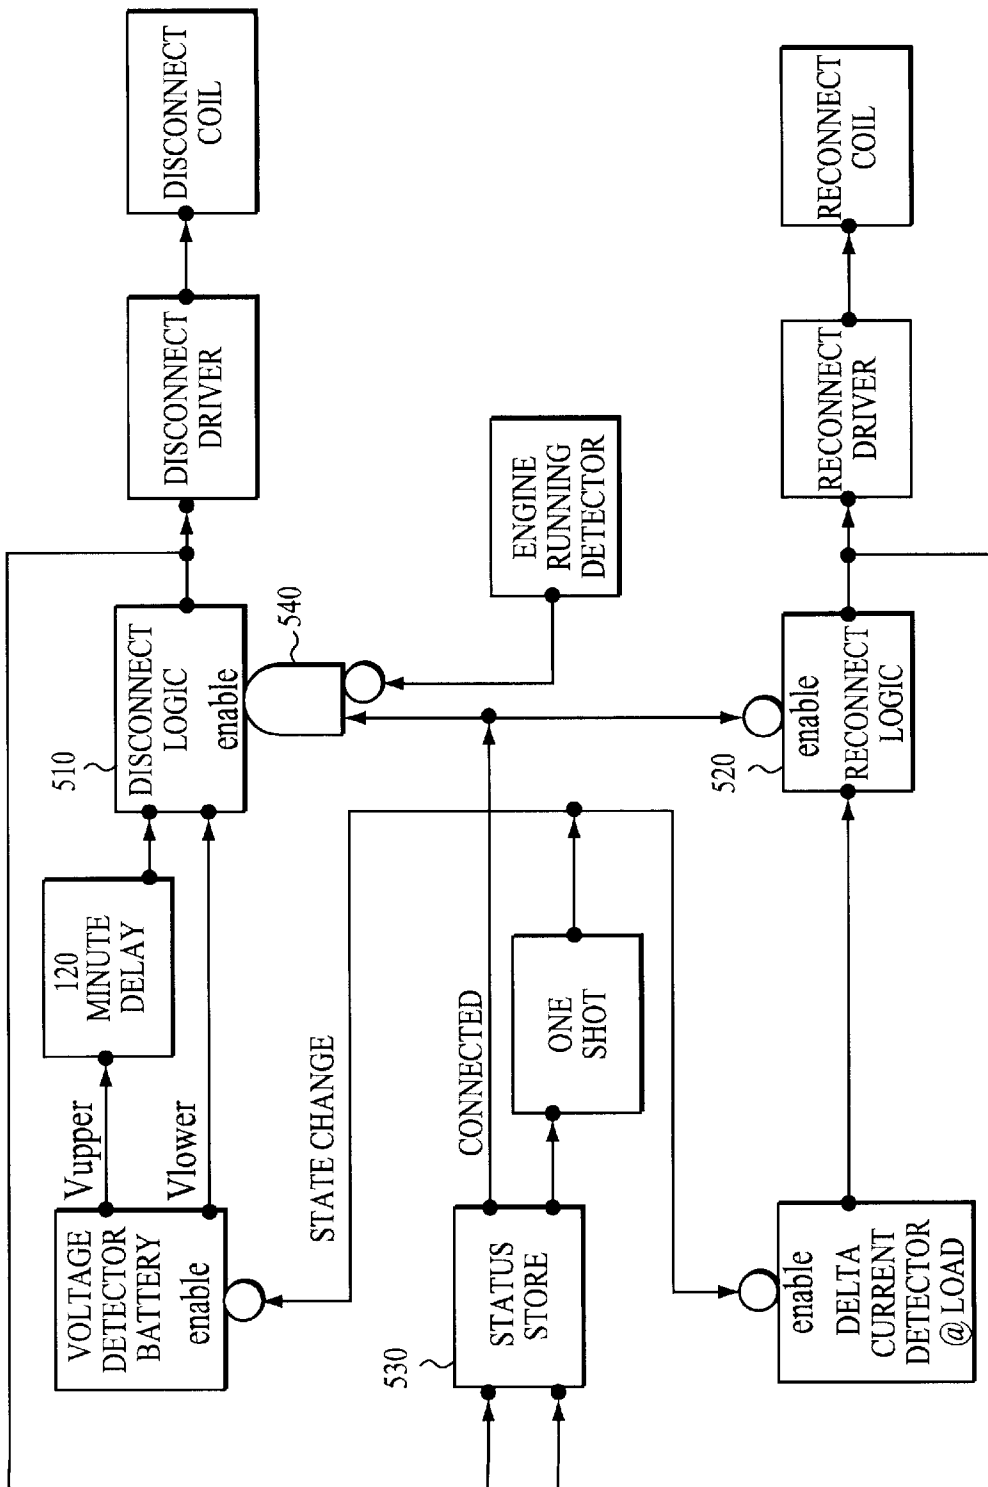 VOLTAGE
DETECTOR
BATTERY
enable
Vupper
Vlower
120
MINUTE
DELAY
510
DISCONNECT
LOGIC
enable
DISCONNECT
DRIVER
DISCONNECT
COIL
540
STATE CHANGE
530
STATUS
STORE
CONNECTED
ONE
SHOT
ENGINE
RUNNING
DETECTOR
enable
DELTA
CURRENT
DETECTOR
@ LOAD
520
enable
RECONNECT
LOGIC
RECONNECT
DRIVER
RECONNECT
COIL